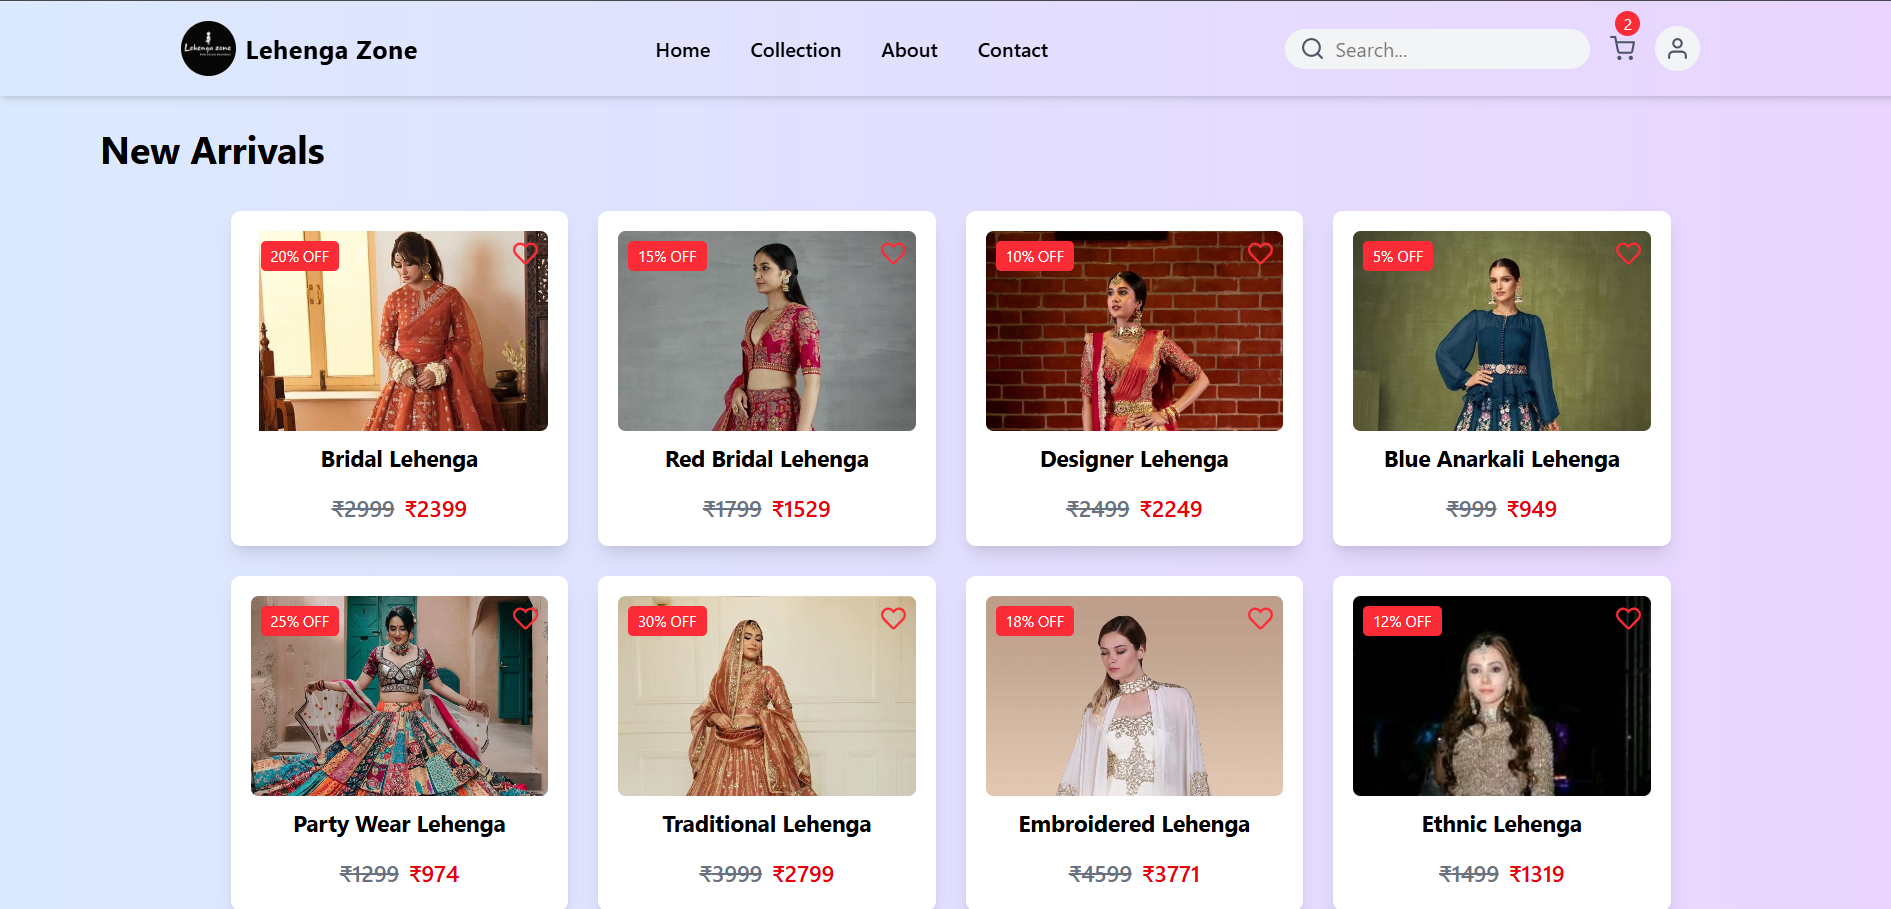 Lehenga zone
Lehenga Zone
Home
Collection
About
Contact
Search...
2
New Arrivals
20% OFF
15% OFF
10% OFF
5% OFF
Bridal Lehenga
Red Bridal Lehenga
Designer Lehenga
Blue Anarkali Lehenga
₹2999 ₹2399
₹1799 ₹1529
₹2499 ₹2249
₹999 ₹949
25% OFF
30% OFF
18% OFF
12% OFF
Party Wear Lehenga
Traditional Lehenga
Embroidered Lehenga
Ethnic Lehenga
₹1299 ₹974
₹3999 ₹2799
₹4599 ₹3771
₹1499 ₹1319